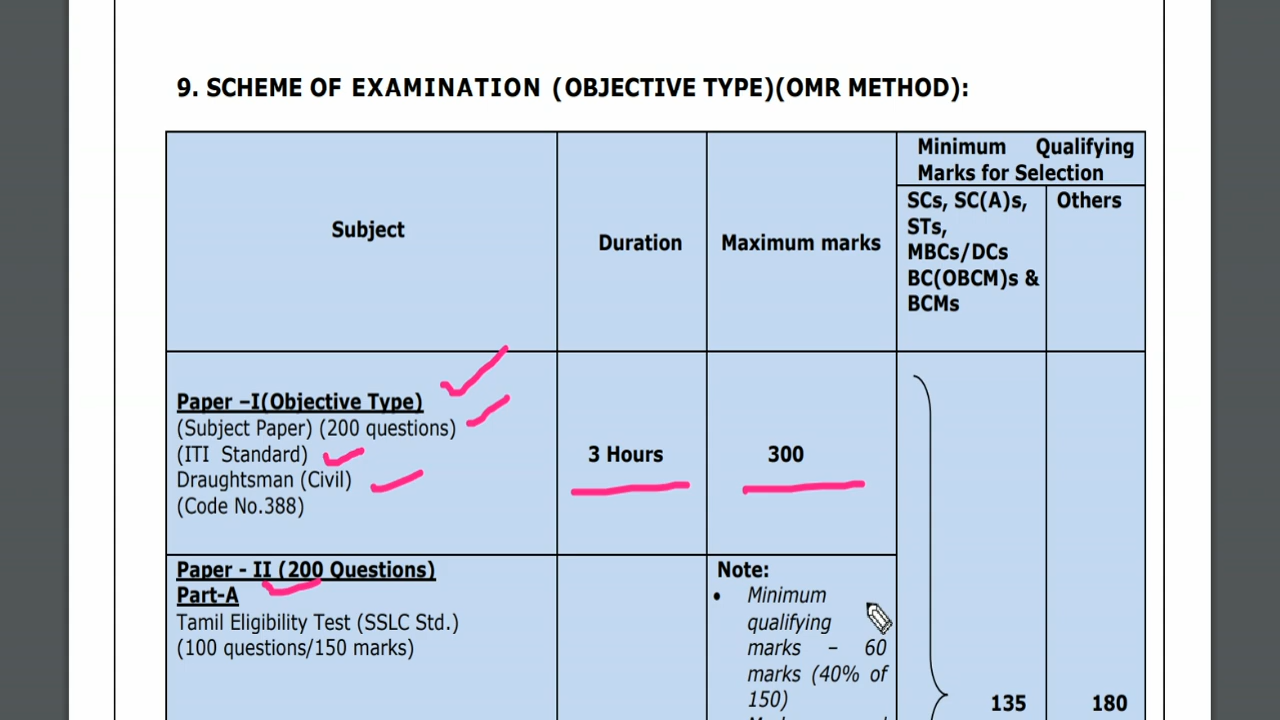 9. SCHEME OF EXAMINATION (OBJECTIVE TYPE)(OMR METHOD):
Subject
Duration
Maximum marks
Minimum Qualifying
Marks for Selection
SCs, SC(A)s,
STs,
MBCs/DCs
BC(OBCM)s &
BCMs
Others
Paper –I(Objective Type)
(Subject Paper) (200 questions)
(ITI Standard)
Draughtsman (Civil)
(Code No.388)
3 Hours
300
Paper - II (200 Questions)
Part-A
Tamil Eligibility Test (SSLC Std.)
(100 questions/150 marks)
Note:
• Minimum
qualifying
marks – 60
marks (40% of
150)
135
180